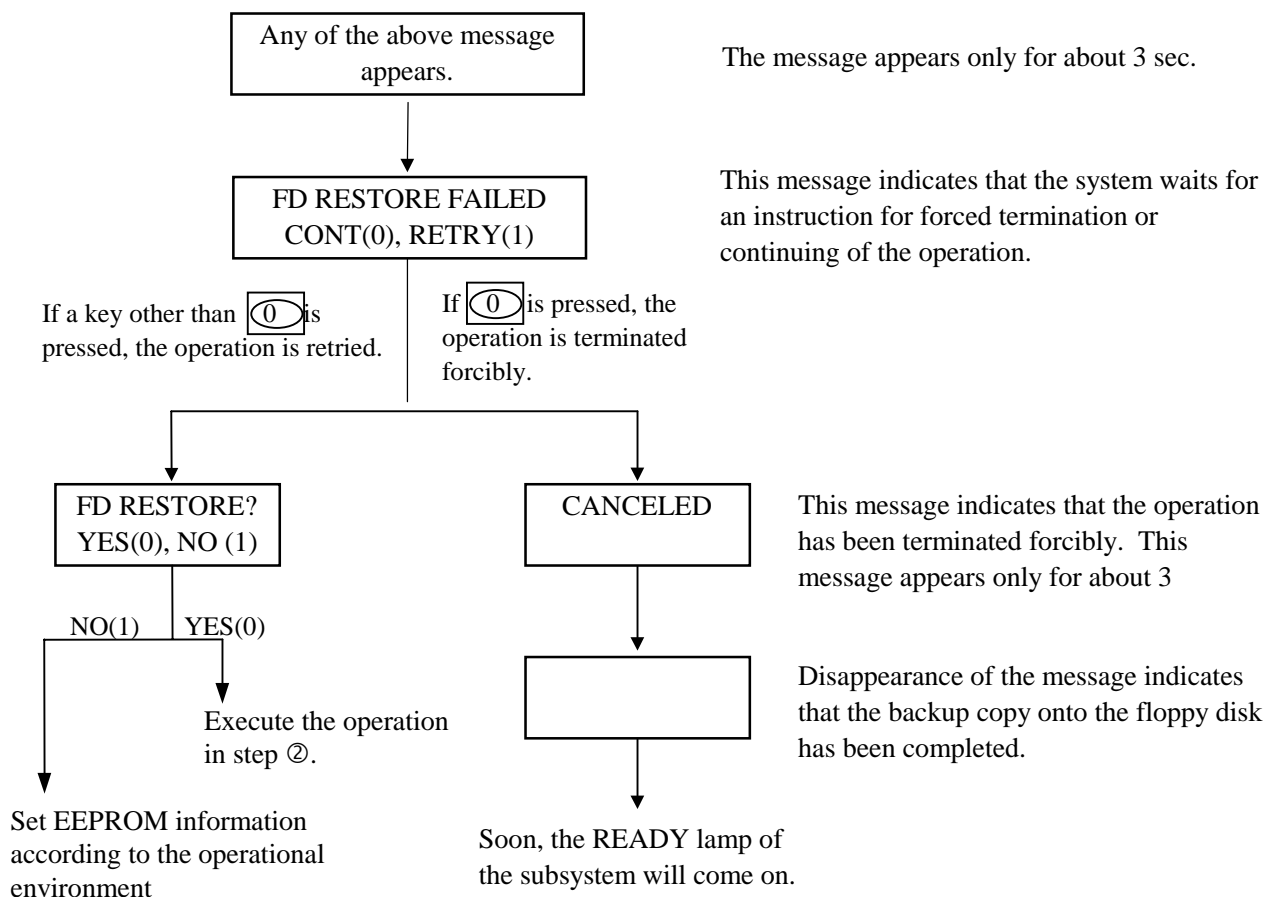 Any of the above message
appears.
The message appears only for about 3 sec.
FD RESTORE FAILED
CONT(0), RETRY(1)
This message indicates that the system waits for
an instruction for forced termination or
continuing of the operation.
If a key other than 0 is
pressed, the operation is retried.
If 0 is pressed, the
operation is terminated
forcibly.
FD RESTORE?
YES(0), NO (1)
CANCELED
This message indicates that the operation
has been terminated forcibly. This
message appears only for about 3
NO(1) YES(0)
Execute the operation
in step ②.
Disappearance of the message indicates
that the backup copy onto the floppy disk
has been completed.
Set EEPROM information
according to the operational
environment
Soon, the READY lamp of
the subsystem will come on.